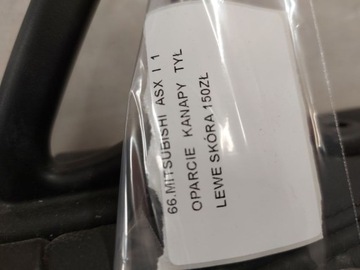 66.MITSUBISHI ASX I 1
OPARCIE KANAPY TYŁ
LEWE SKÓRA 150ZŁ